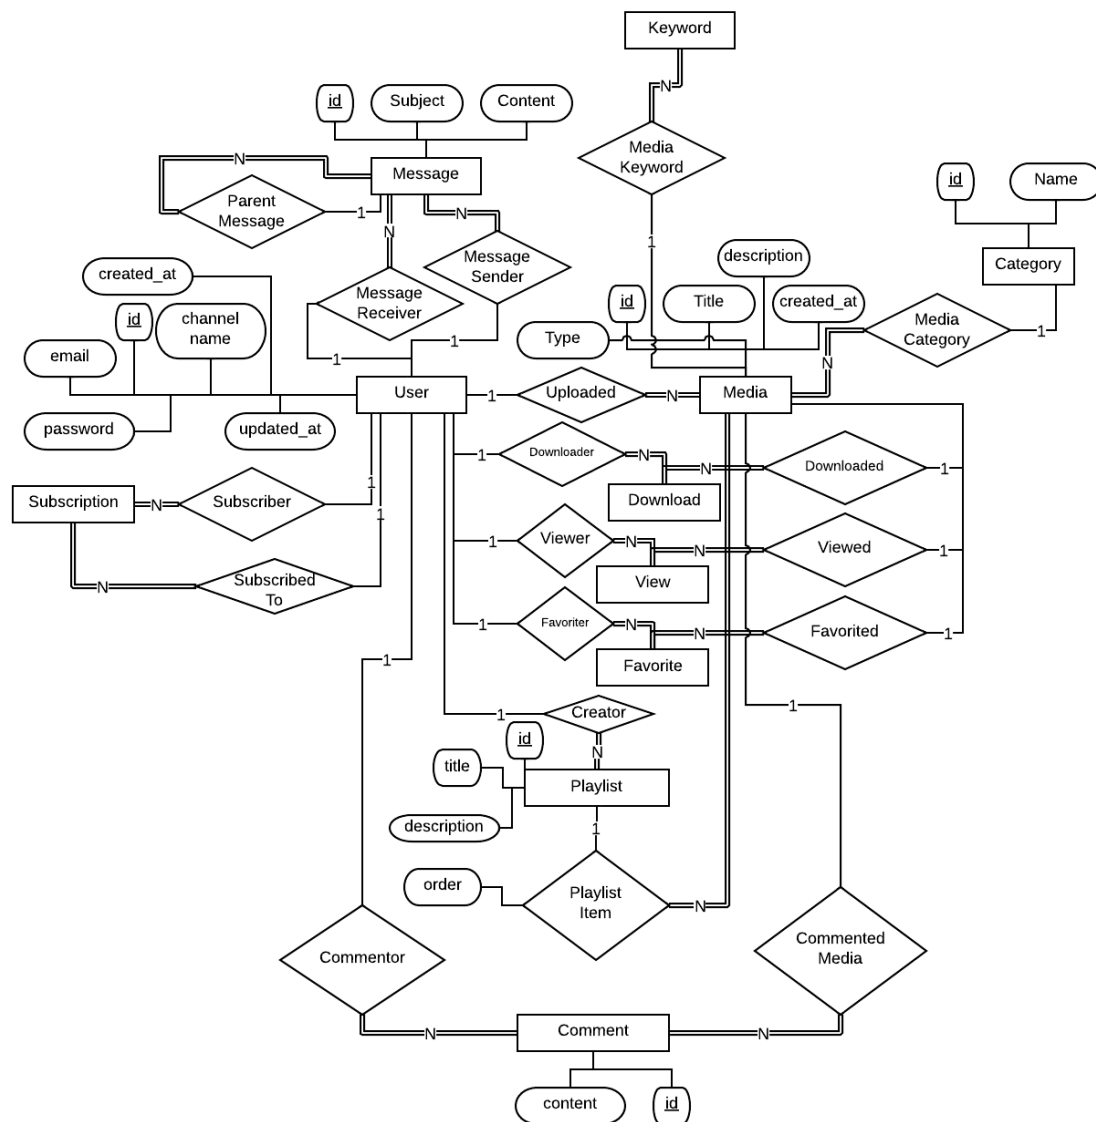 Keyword
N
id
Subject
Content
Media
Keyword
N
Message
Parent
Message
1
N
N
id
Name
1
Message
Sender
description
Category
created_at
Message
Receiver
id
Title
created_at
Media
Category
1
id
channel
name
Type
1
1
N
email
User
1
Uploaded
N
Media
password
updated_at
1
Downloader
N
N
Downloaded
1
Subscription
N
Subscriber
1
Download
1
1
Viewer
N
N
Viewed
1
N
Subscribed
To
View
1
Favoriter
N
N
Favorited
1
1
Favorite
1
Creator
1
id
N
title
Playlist
description
1
order
Playlist
Item
N
Commentor
Commented
Media
N
Comment
N
content
id